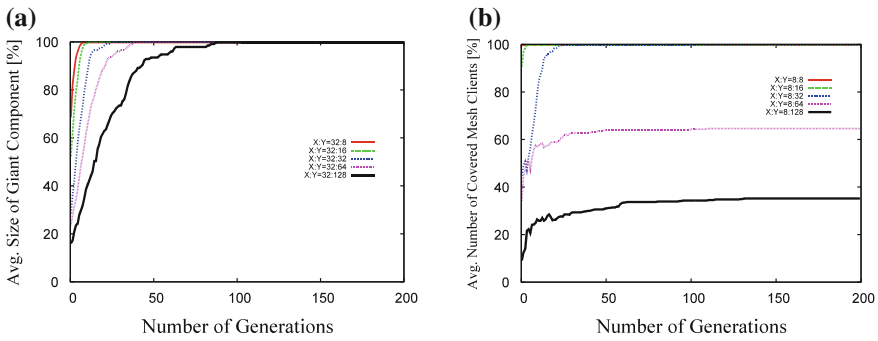 (a)
Avg. Size of Giant Component [%]
100
80
60
40
20
0
X:Y=32:8
X:Y=32:16
X:Y=32:32
X:Y=32:64
X:Y=32:128
0 50 100 150 200
Number of Generations
(b)
Avg. Number of Covered Mesh Clients [%]
100
80
60
40
20
0
X:Y=8:8
X:Y=8:16
X:Y=8:32
X:Y=8:64
X:Y=8:128
0 50 100 150 200
Number of Generations